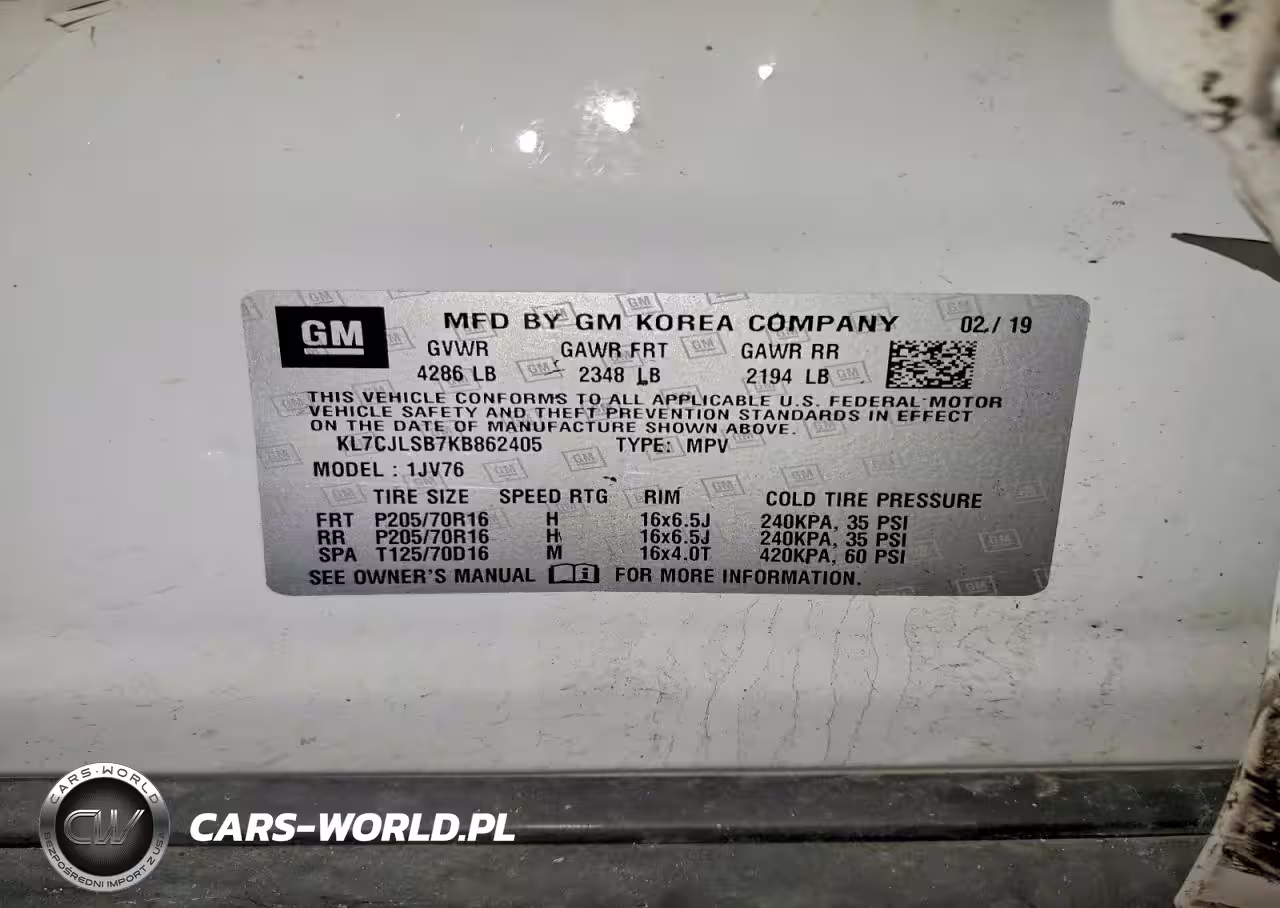 GM MFD BY GM KOREA COMPANY 02./ 19
GVWR GAWR FRT GAWR RR
4286 LB 2348 LB 2194 LB
THIS VEHICLE CONFORMS TO ALL APPLICABLE U.S. FEDERAL MOTOR
VEHICLE SAFETY AND THEFT PREVENTION STANDARDS IN EFFECT
ON THE DATE OF MANUFACTURE SHOWN ABOVE.
KL7CJLSB7KB862405 TYPE: MPV
MODEL : 1JV76
TIRE SIZE SPEED RTG RIM COLD TIRE PRESSURE
FRT P205/70R16 H 16x6.5J 240KPA, 35 PSI
RR P205/70R16 H 16x6.5J 240KPA, 35 PSI
SPA T125/70D16 M 16x4.0T 420KPA, 60 PSI
SEE OWNER'S MANUAL FOR MORE INFORMATION.
CARS-WORLD
CW
BEZPOŚREDNI IMPORT Z USA
CARS-WORLD.PL